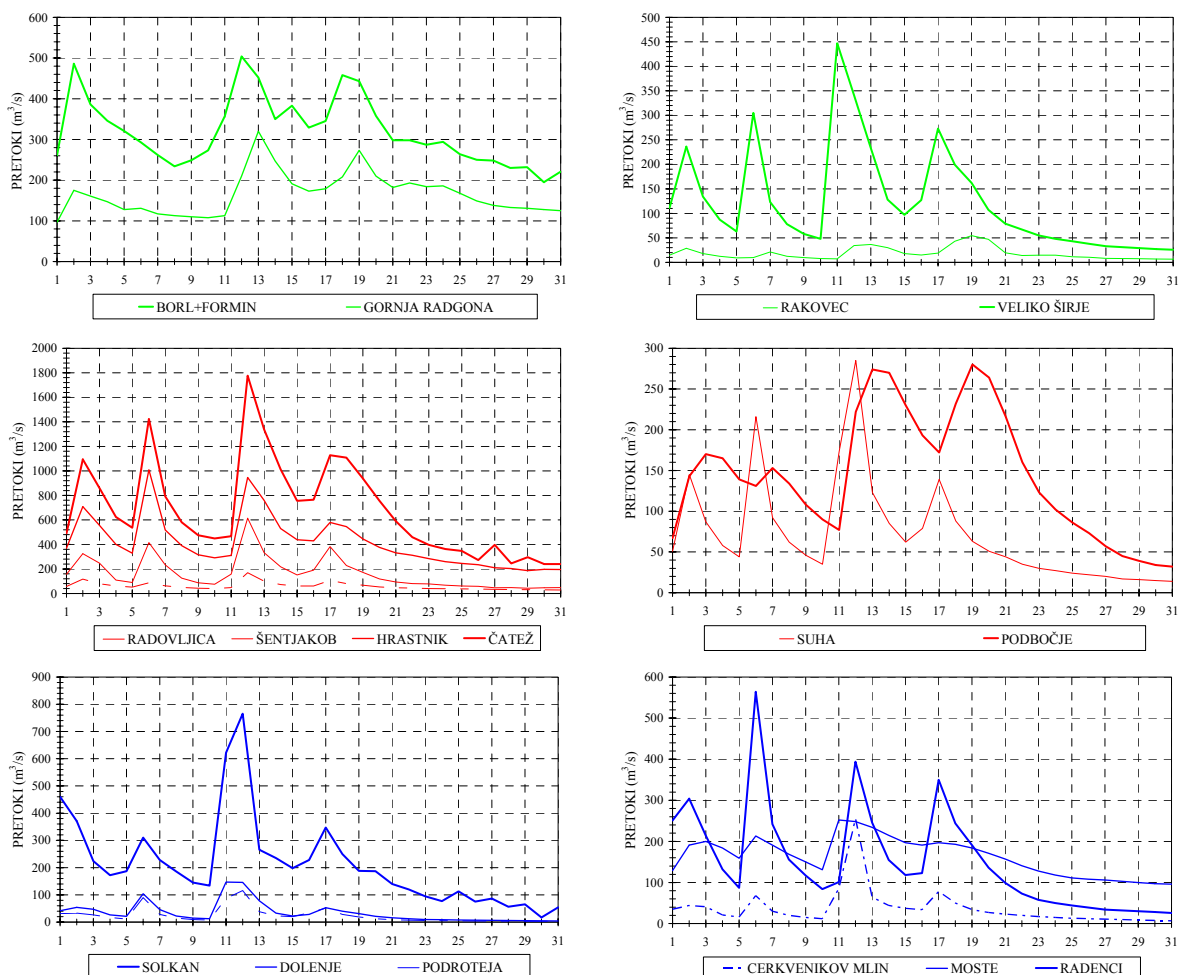 PRETOKI (m³/s)
600
500
400
300
200
100
0
1 3 5 7 9 11 13 15 17 19 21 23 25 27 29 31
BORL+FORMIN GORNJA RADGONA
PRETOKI (m³/s)
500
450
400
350
300
250
200
150
100
50
0
1 3 5 7 9 11 13 15 17 19 21 23 25 27 29 31
RAKOVEC VELIKO ŠIRJE
PRETOKI (m³/s)
2000
1800
1600
1400
1200
1000
800
600
400
200
0
1 3 5 7 9 11 13 15 17 19 21 23 25 27 29 31
RADOVLJICA ŠENTJAKOB HRASTNIK ČATEŽ
PRETOKI (m³/s)
300
250
200
150
100
50
0
1 3 5 7 9 11 13 15 17 19 21 23 25 27 29 31
SUHA PODBOČJE
PRETOKI (m³/s)
900
800
700
600
500
400
300
200
100
0
1 3 5 7 9 11 13 15 17 19 21 23 25 27 29 31
SOLKAN DOLENJE PODROTEJA
PRETOKI (m³/s)
600
500
400
300
200
100
0
1 3 5 7 9 11 13 15 17 19 21 23 25 27 29 31
CERKVENIKOV MLIN MOSTE RADENCI